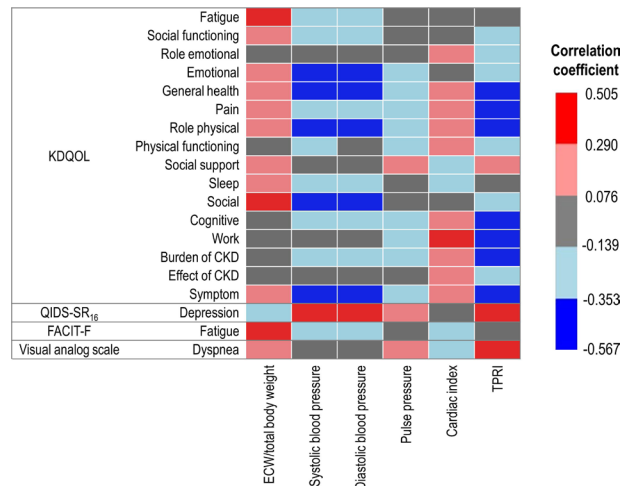 Fatigue
Social functioning
Role emotional
Emotional
General health
Pain
Role physical
KDQOL
Physical functioning
Social support
Sleep
Social
Cognitive
Work
Burden of CKD
Effect of CKD
Symptom
QIDS-SR16 Depression
FACIT-F Fatigue
Visual analog scale Dyspnea
ECW/total body weight
Systolic blood pressure
Diastolic blood pressure
Pulse pressure
Cardiac index
TPRI
Correlation
coefficient
0.505
0.290
0.076
-0.139
-0.353
-0.567